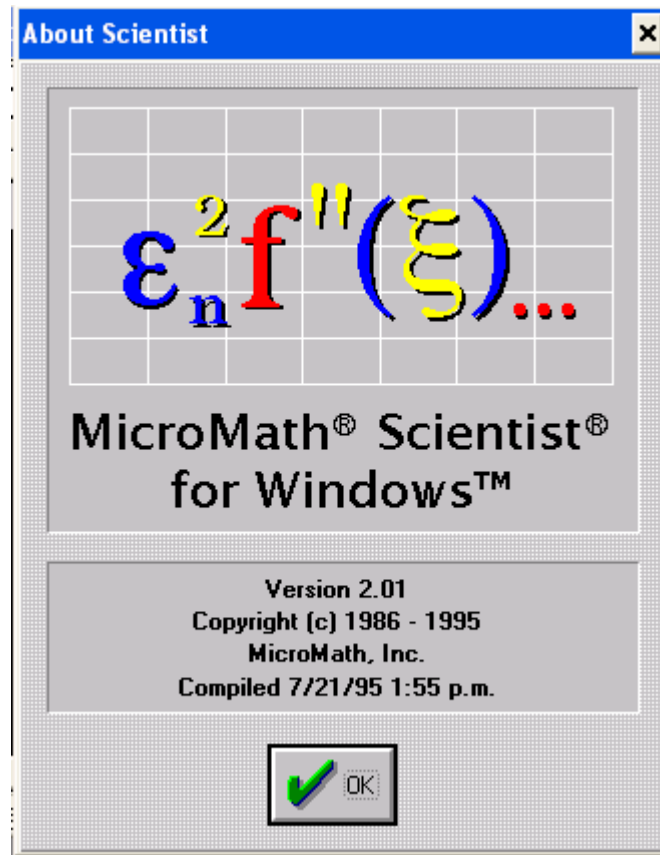 About Scientist
ε²ₙf"(ξ)...
MicroMath® Scientist®
for Windows™
Version 2.01
Copyright (c) 1986 - 1995
MicroMath, Inc.
Compiled 7/21/95 1:55 p.m.
OK